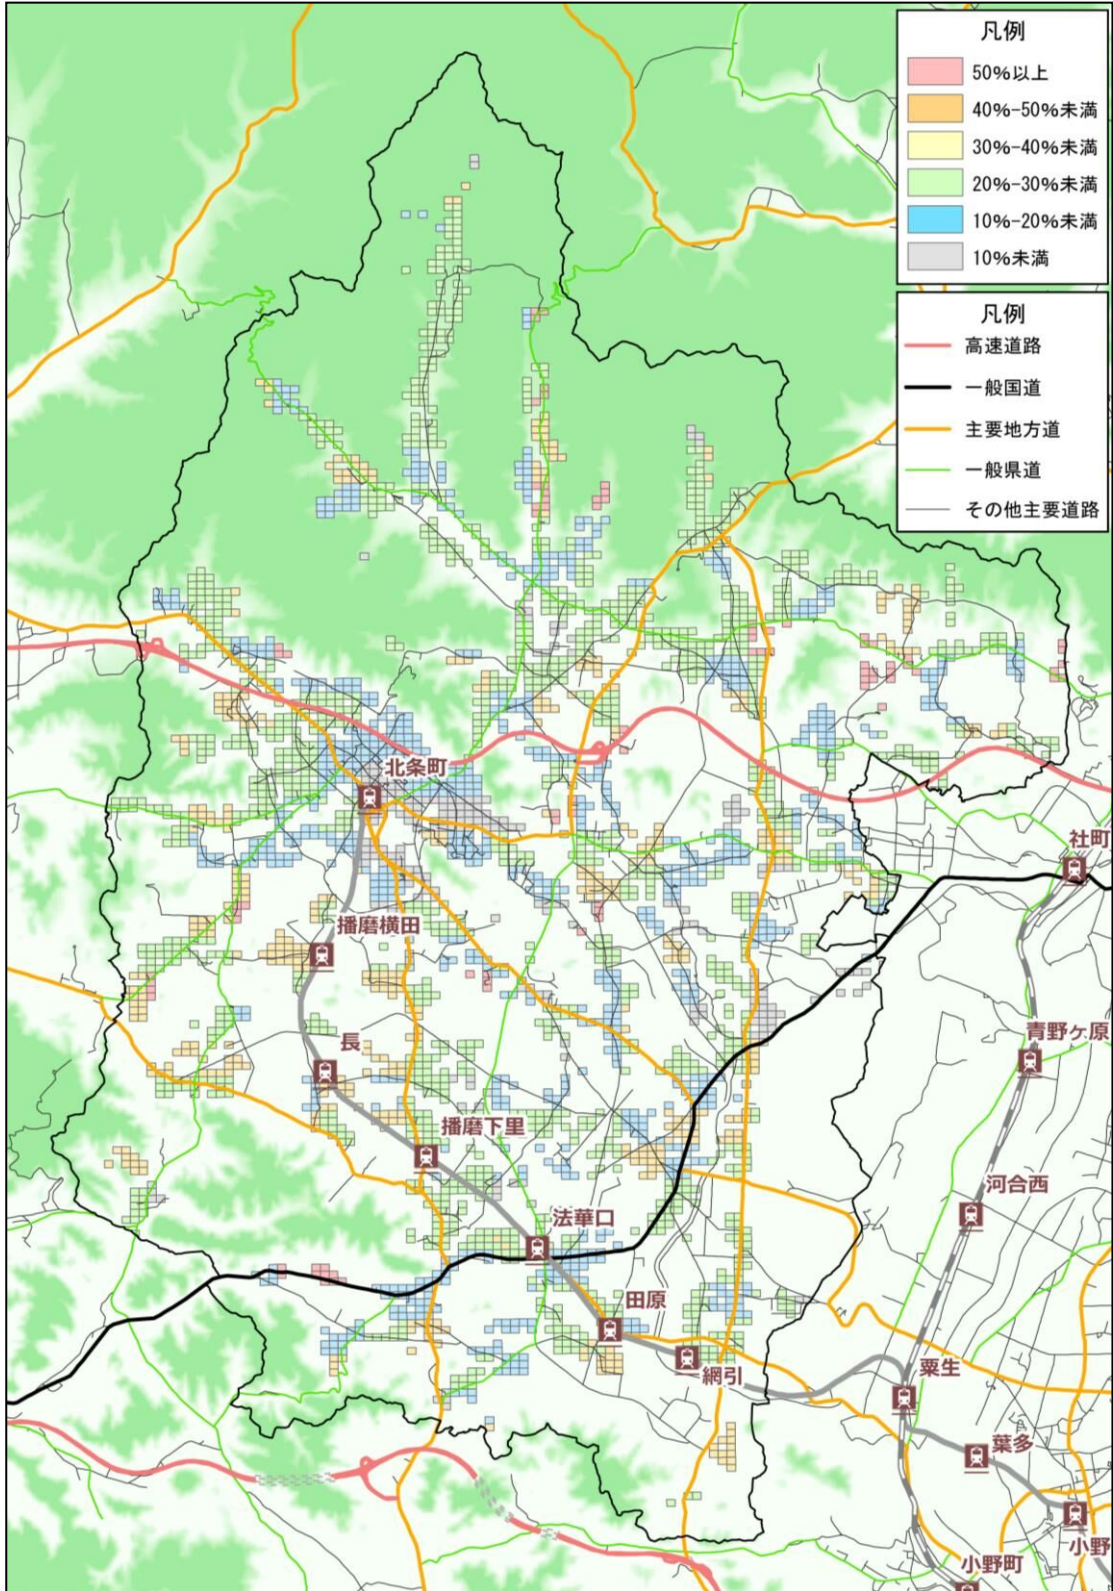 凡例
50%以上
40%-50%未満
30%-40%未満
20%-30%未満
10%-20%未満
10%未満
凡例
高速道路
一般国道
主要地方道
一般県道
その他主要道路
北条町
社町
播磨横田
長
青野ヶ原
播磨下里
河合西
法華口
田原
網引
粟生
葉多
小野
小野町